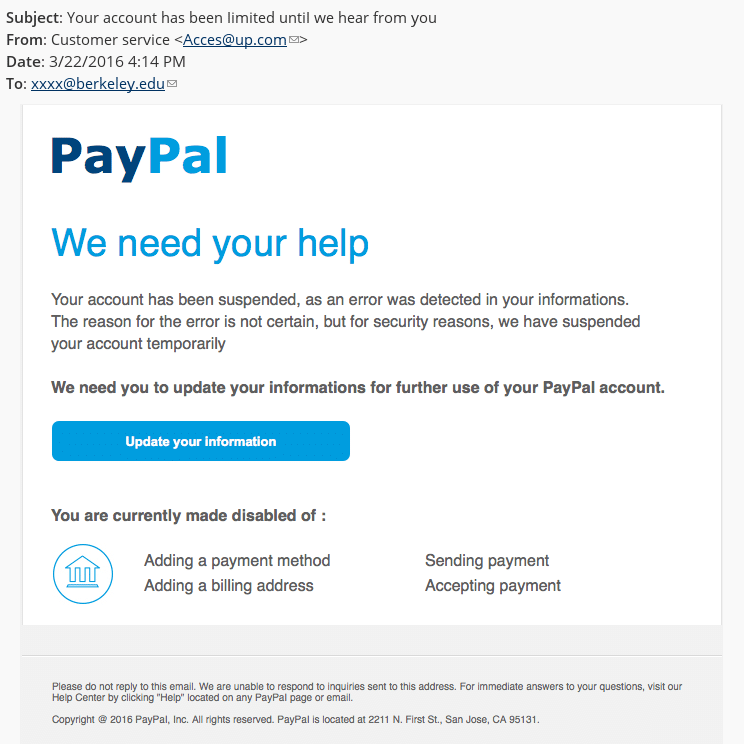 Subject: Your account has been Iimited untiI we hear from you
From: Customer service <Acces@up.com>
Date: 3/22/2016 4:14 PM
To: xxxx@berkeley.edu
PayPal
We need your help
Your account has been suspended, as an error was detected in your informations.
The reason for the error is not certain, but for security reasons, we have suspended
your account temporarily
We need you to update your informations for further use of your PayPal account.
Update your information
You are currently made disabled of :
Adding a payment method
Sending payment
Adding a billing address
Accepting payment
Please do not reply to this email. We are unable to respond to inquiries sent to this address. For immediate answers to your questions, visit our
Help Center by clicking "Help" located on any PayPal page or email.
Copyright @ 2016 PayPal, Inc. All rights reserved. PayPal is located at 2211 N. First St., San Jose, CA 95131.